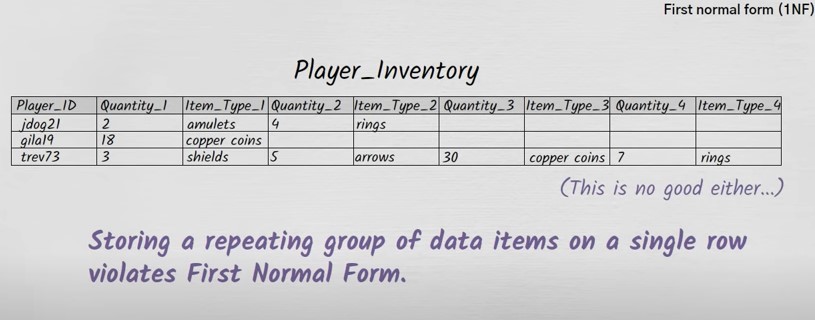 First normal form (1NF)
Player_Inventory
Player_ID Quantity_1 Item_Type_1 Quantity_2 Item_Type_2 Quantity_3 Item_Type_3 Quantity_4 Item_Type_4
jdog21 2 amulets 4 rings
gila19 18 copper coins
trev73 3 shields 5 arrows 30 copper coins 7 rings
(This is no good either...)
Storing a repeating group of data items on a single row
violates First Normal Form.